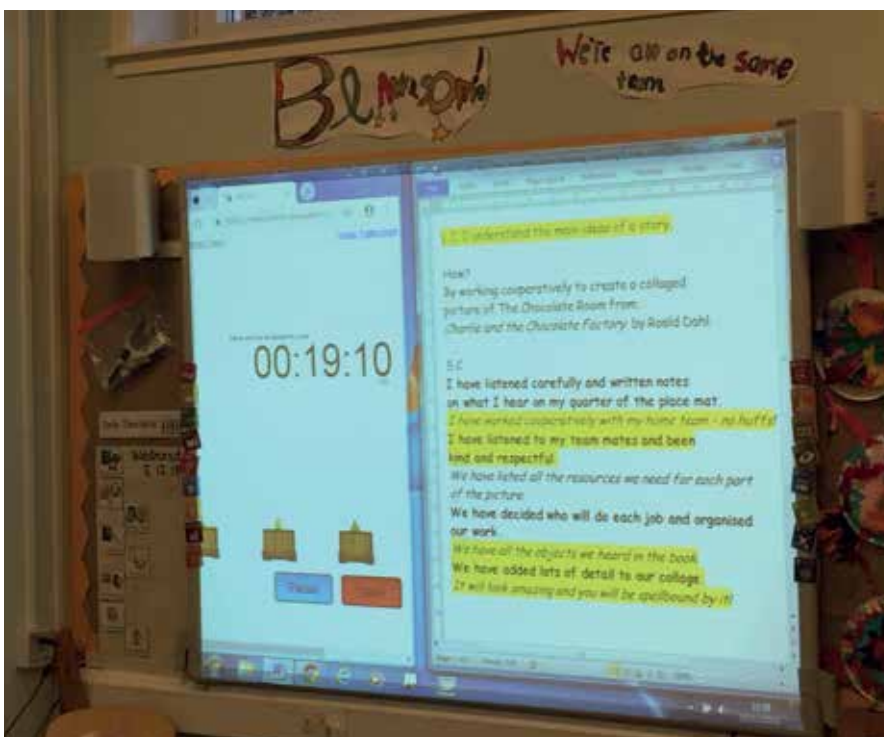 Be Awesome!
We're all on the same
team
00:19:10
Pause
L.I. I understand the main ideas of a story.
How?
By working cooperatively to create a collaged
picture of The Chocolate Room from
Charlie and the Chocolate Factory by Roald Dahl.
S.C
I have listened carefully and written notes
on what I hear on my quarter of the place mat.
I have worked cooperatively with my home team - no huffs!
I have listened to my team mates and been
kind and respectful.
We have listed all the resources we need for each part
of the picture
We have decided who will do each job and organised
our work.
We have all the objects we heard in the book.
We have added lots of detail to our collage.
It will look amazing and you will be spellbound by it!
Wednesday